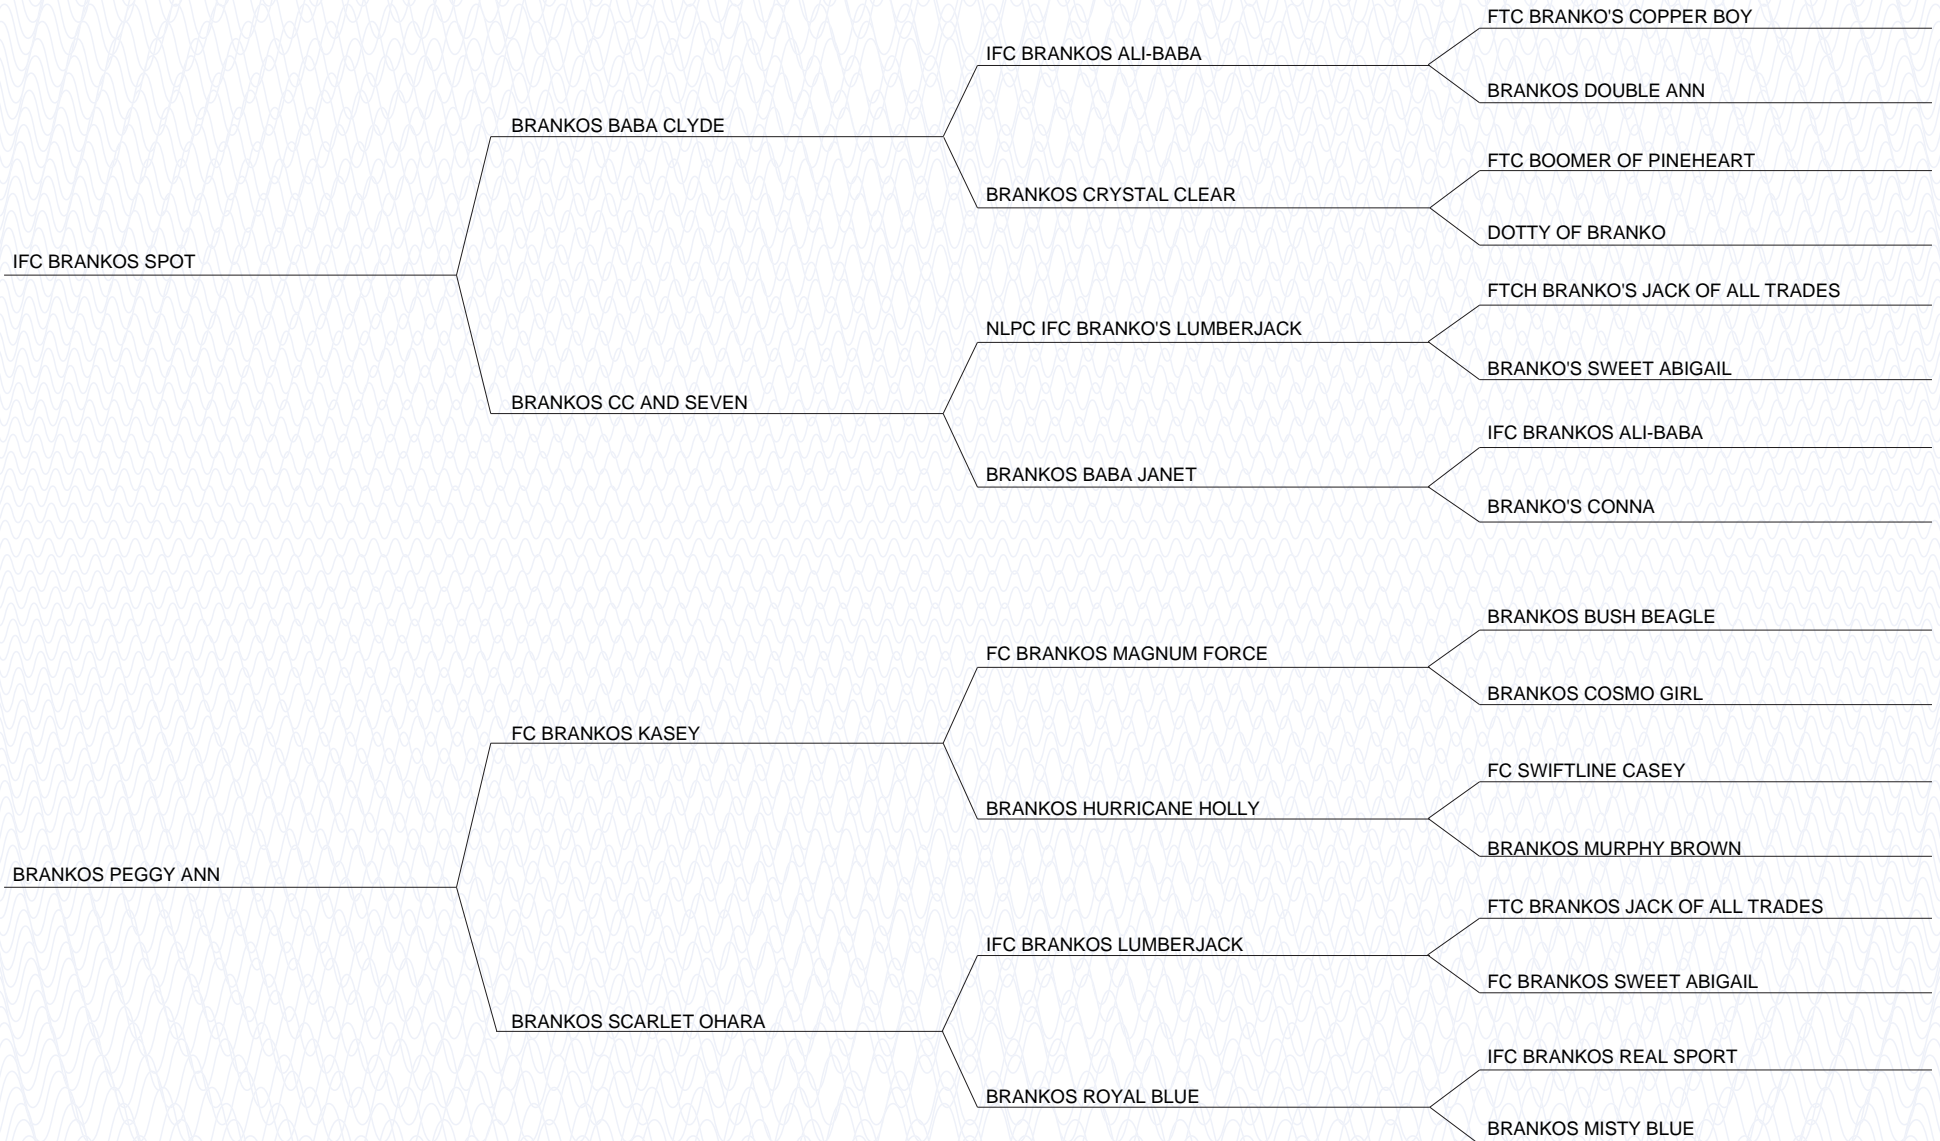 FTC BRANKO'S COPPER BOY
IFC BRANKOS ALI-BABA
BRANKOS DOUBLE ANN
BRANKOS BABA CLYDE
FTC BOOMER OF PINEHEART
BRANKOS CRYSTAL CLEAR
DOTTY OF BRANKO
IFC BRANKOS SPOT
FTCH BRANKO'S JACK OF ALL TRADES
NLPC IFC BRANKO'S LUMBERJACK
BRANKO'S SWEET ABIGAIL
BRANKOS CC AND SEVEN
IFC BRANKOS ALI-BABA
BRANKOS BABA JANET
BRANKO'S CONNA
BRANKOS BUSH BEAGLE
FC BRANKOS MAGNUM FORCE
BRANKOS COSMO GIRL
FC BRANKOS KASEY
FC SWIFTLINE CASEY
BRANKOS HURRICANE HOLLY
BRANKOS MURPHY BROWN
BRANKOS PEGGY ANN
FTC BRANKOS JACK OF ALL TRADES
IFC BRANKOS LUMBERJACK
FC BRANKOS SWEET ABIGAIL
BRANKOS SCARLET OHARA
IFC BRANKOS REAL SPORT
BRANKOS ROYAL BLUE
BRANKOS MISTY BLUE